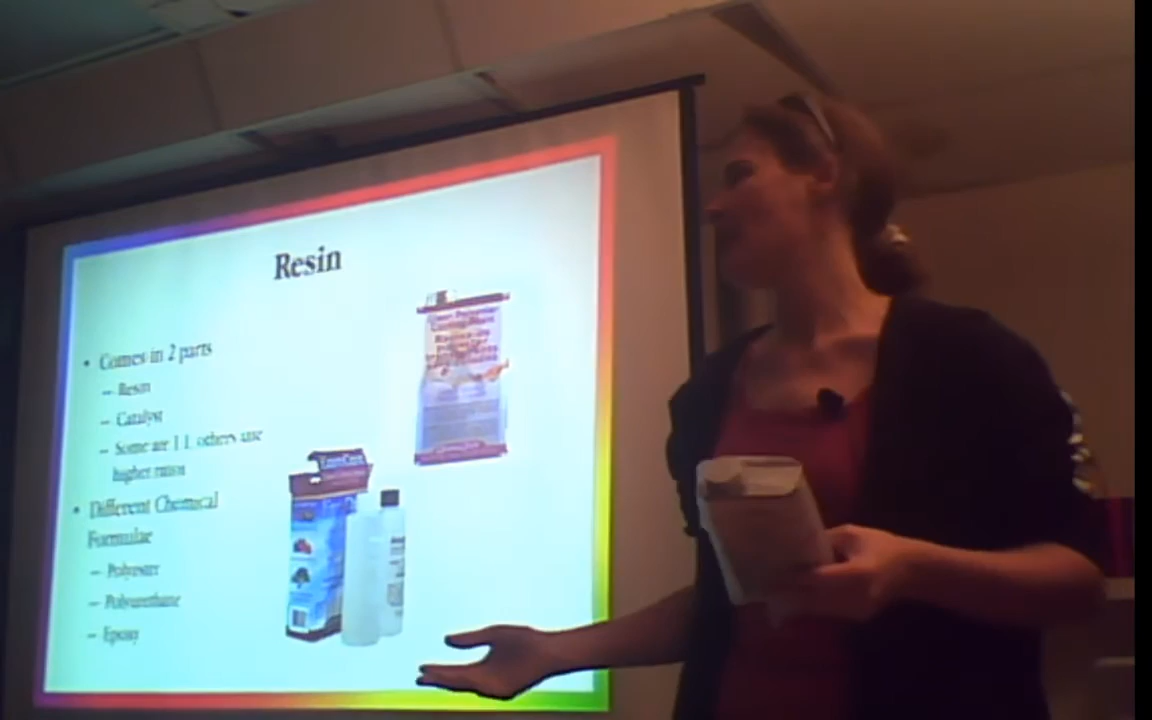 Resin
• Comes in 2 parts
– Resin
– Catalyst
– Some are 1 1, others use
higher ratios
• Different Chemical
Formulae
– Polyester
– Polyurethane
– Epoxy